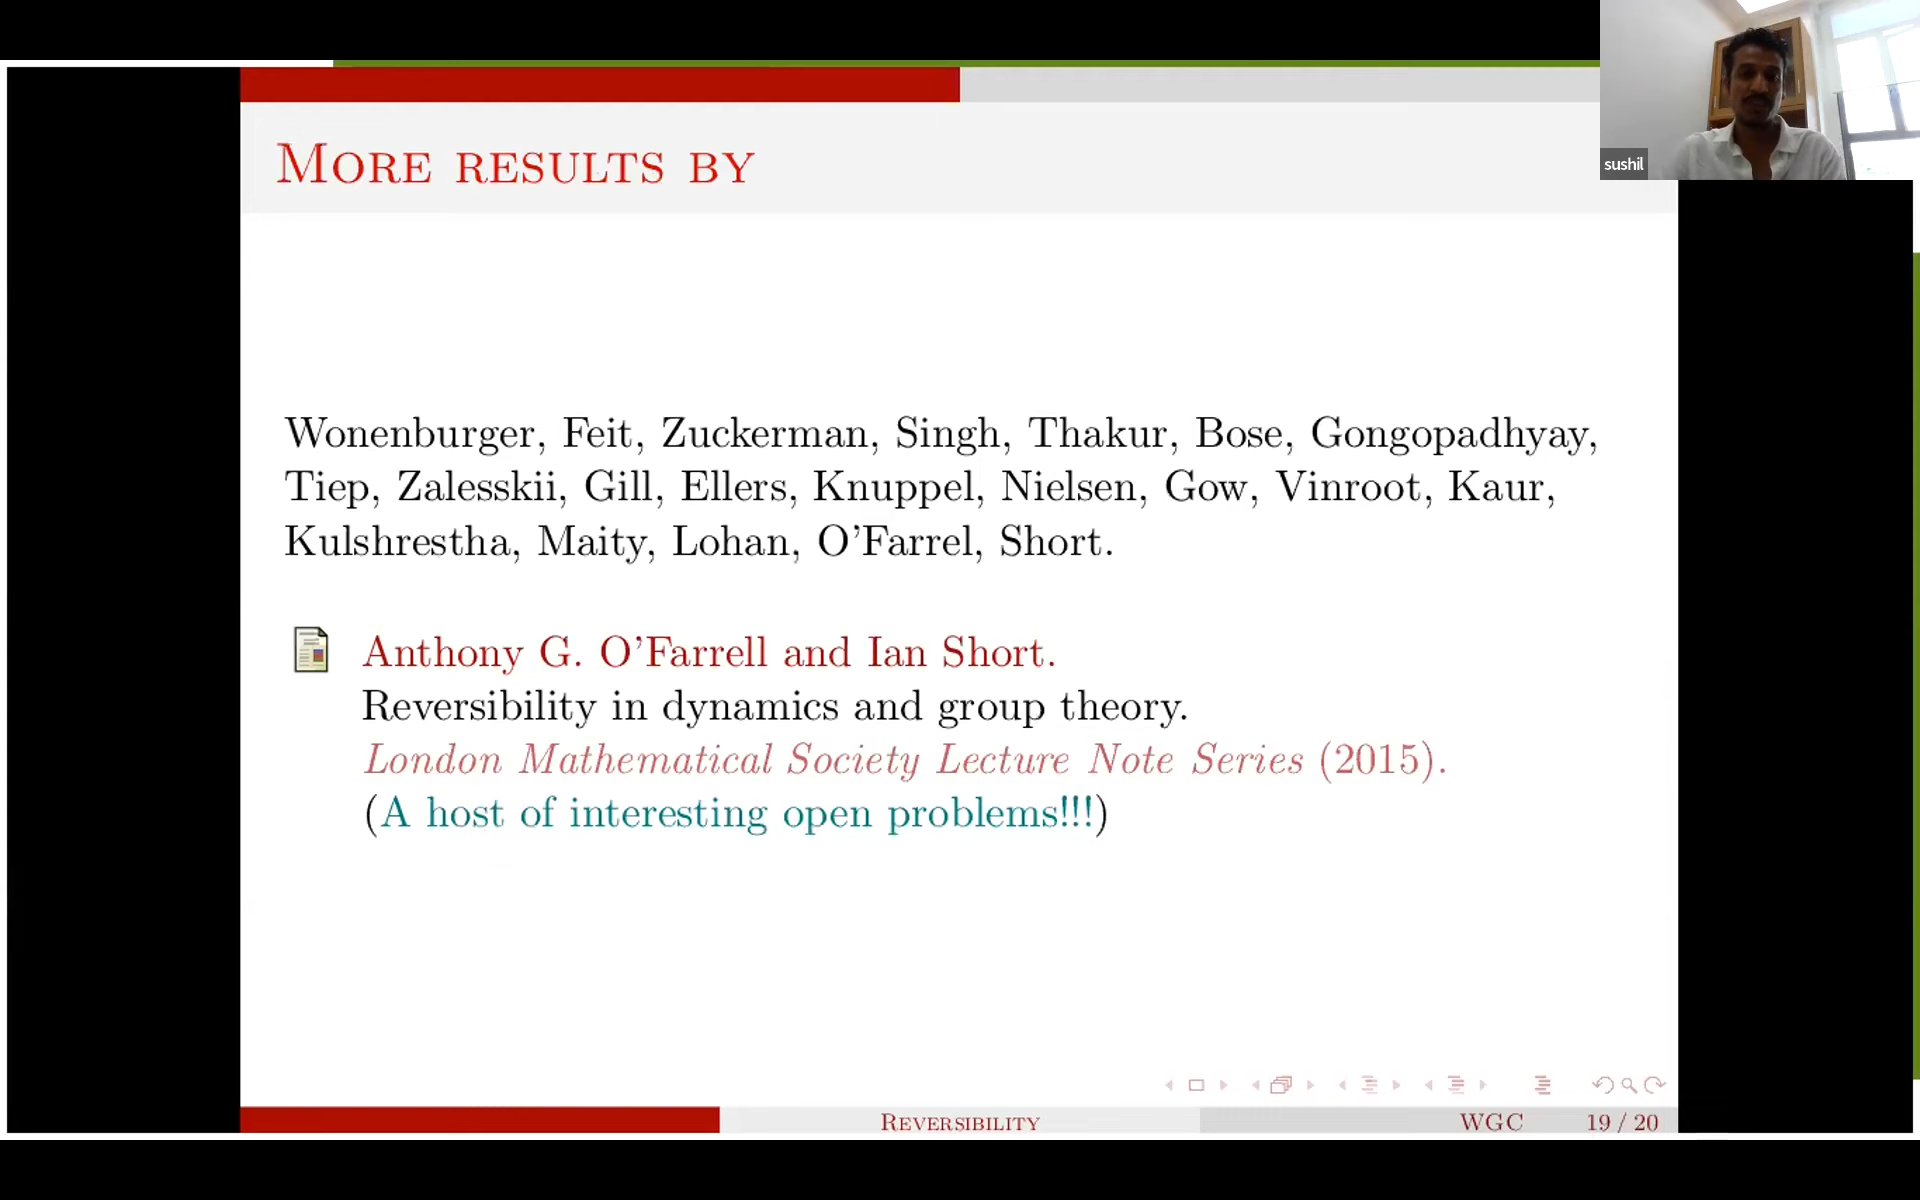 sushil
More results by
Wonenburger, Feit, Zuckerman, Singh, Thakur, Bose, Gongopadhyay,
Tiep, Zalesskii, Gill, Ellers, Knuppel, Nielsen, Gow, Vinroot, Kaur,
Kulshrestha, Maity, Lohan, O'Farrel, Short.
Anthony G. O'Farrell and Ian Short.
Reversibility in dynamics and group theory.
London Mathematical Society Lecture Note Series (2015).
(A host of interesting open problems!!!)
Reversibility
WGC
19 / 20